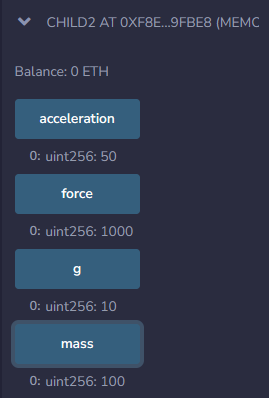 CHILD2 AT 0XF8E...9FBE8 (MEMO
Balance: 0 ETH
acceleration
0: uint256: 50
force
0: uint256: 1000
g
0: uint256: 10
mass
0: uint256: 100